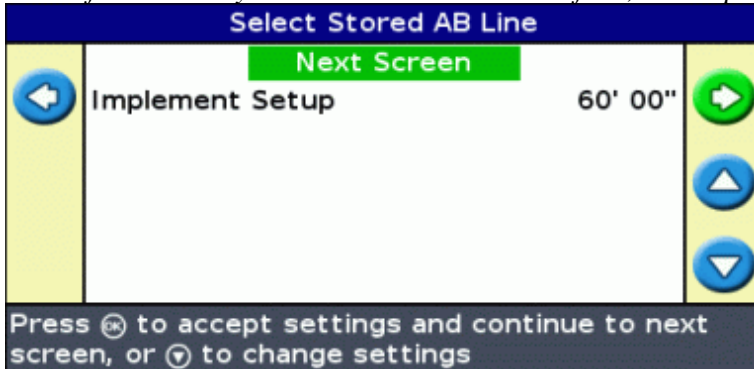 Select Stored AB Line
Next Screen
Implement Setup 60' 00"
Press OK to accept settings and continue to next
screen, or to change settings